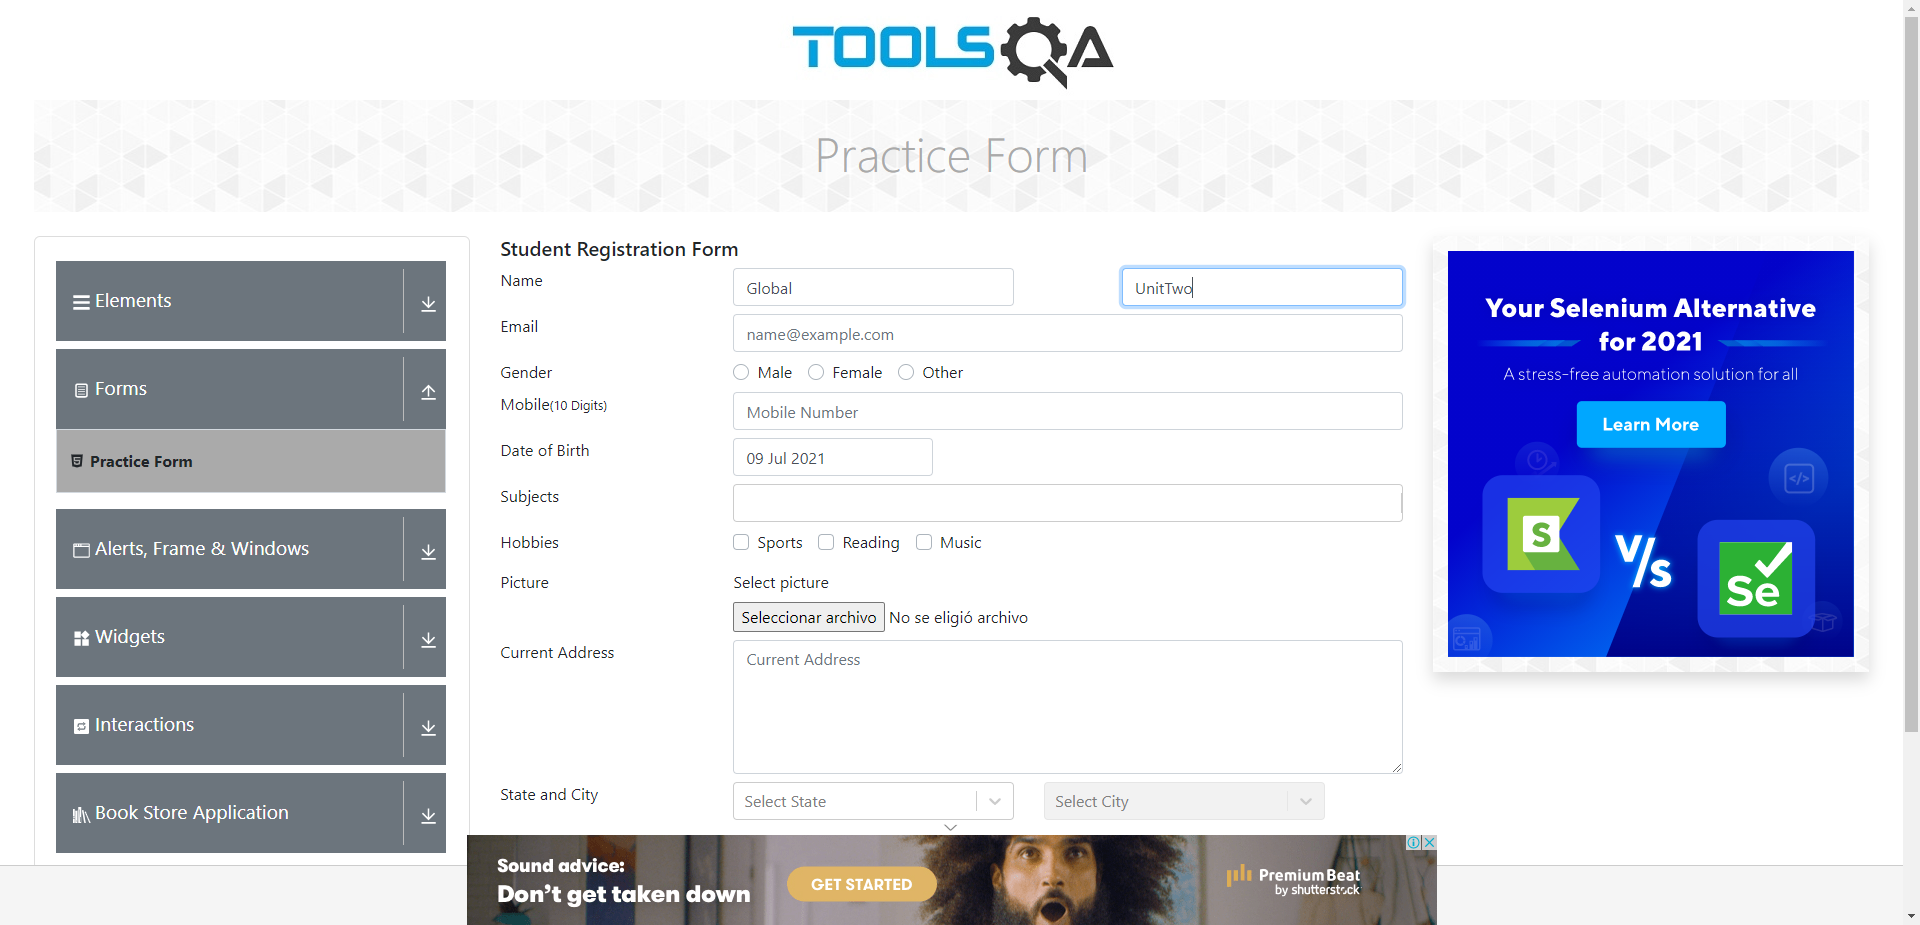 TOOLSQA
Practice Form
Elements
Forms
Practice Form
Alerts, Frame & Windows
Widgets
Interactions
Book Store Application
Student Registration Form
Name
Global
UnitTwo
Email
name@example.com
Gender
Male
Female
Other
Mobile(10 Digits)
Mobile Number
Date of Birth
09 Jul 2021
Subjects
Hobbies
Sports
Reading
Music
Picture
Select picture
Seleccionar archivo No se eligió archivo
Current Address
Current Address
State and City
Select State
Select City
Your Selenium Alternative
for 2021
A stress-free automation solution for all
Learn More
S
V/s
Se
Sound advice:
Don't get taken down
GET STARTED
PremiumBeat
by shutterstock